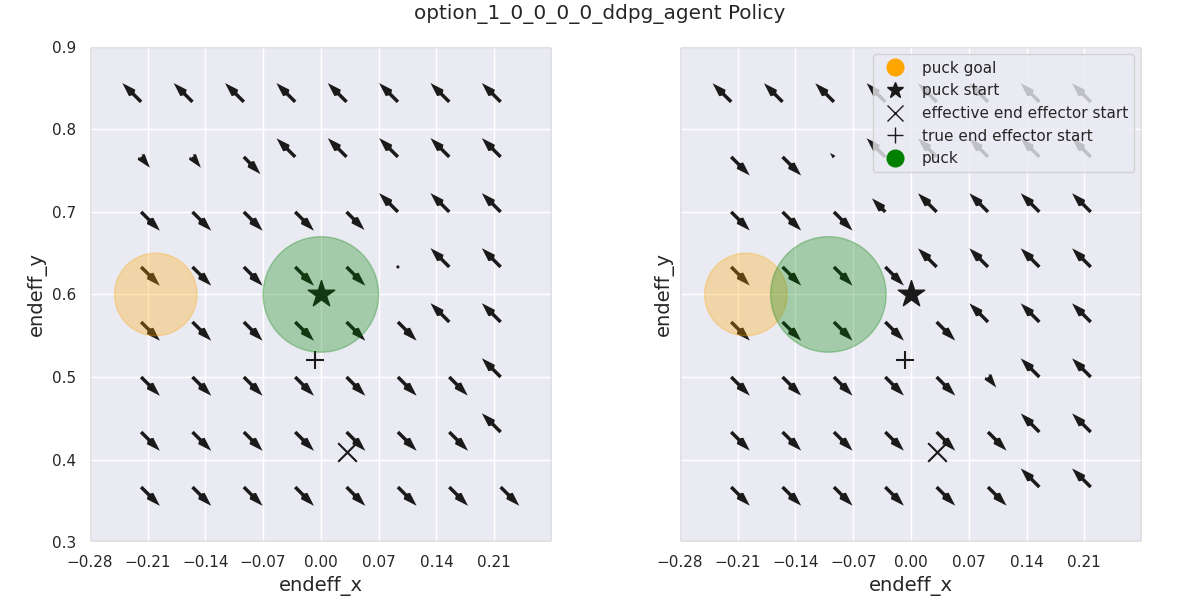 option_1_0_0_0_0_ddpg_agent Policy
endeff_y
0.9
0.8
0.7
0.6
0.5
0.4
0.3
−0.28 −0.21 −0.14 −0.07 0.00 0.07 0.14 0.21
endeff_x
endeff_y
puck goal
puck start
effective end effector start
true end effector start
puck
−0.28 −0.21 −0.14 −0.07 0.00 0.07 0.14 0.21
endeff_x